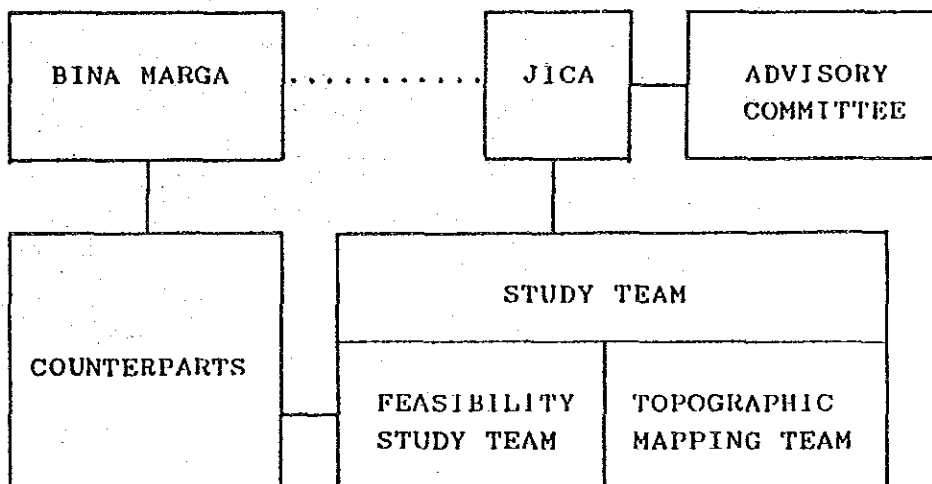 BINA MARGA
JICA
ADVISORY
COMMITTEE
STUDY TEAM
COUNTERPARTS
FEASIBILITY
STUDY TEAM
TOPOGRAPHIC
MAPPING TEAM